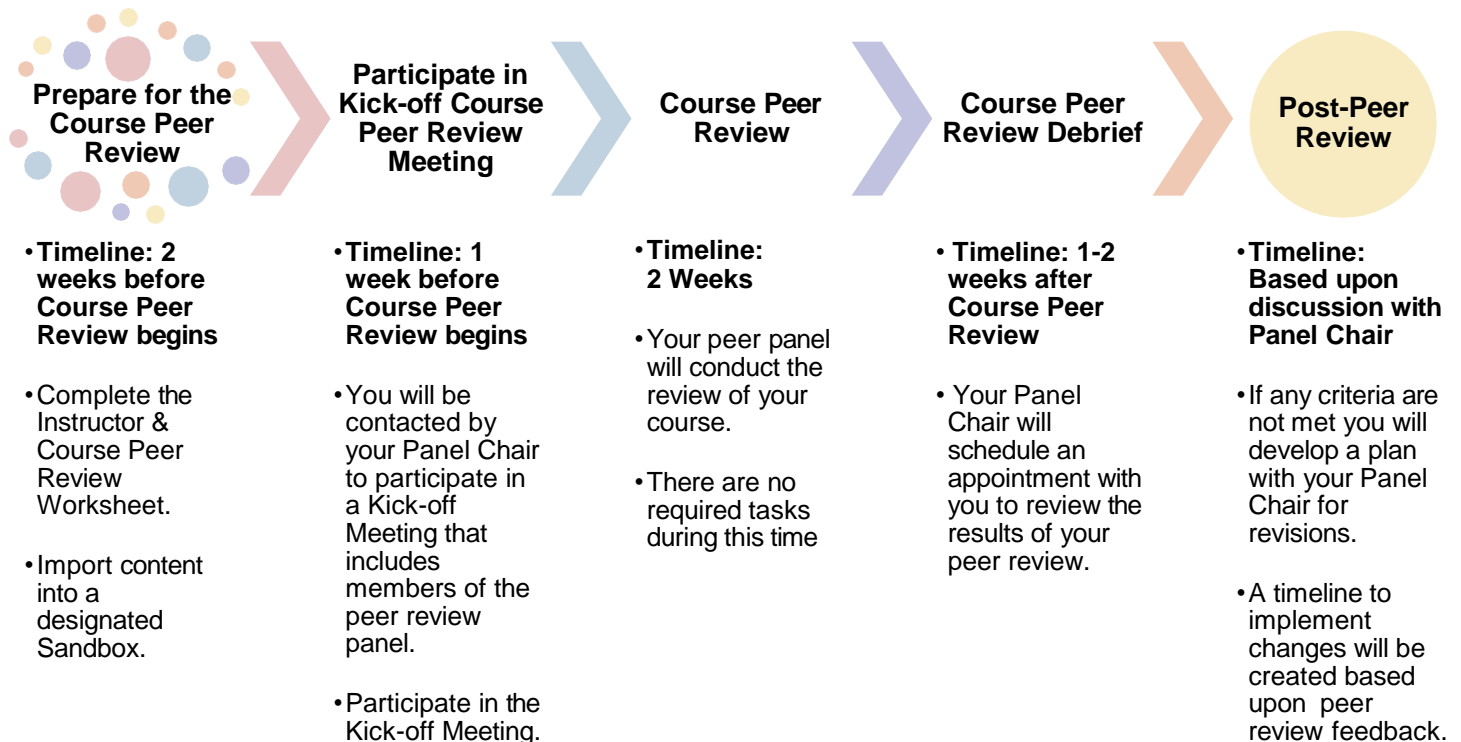 Prepare for the
Course Peer
Review
Participate in
Kick-off Course
Peer Review
Meeting
Course Peer
Review
Course Peer
Review Debrief
Post-Peer
Review
•Timeline: 2
weeks before
Course Peer
Review begins
•Complete the
Instructor &
Course Peer
Review
Worksheet.
•Import content
into a
designated
Sandbox.
•Timeline: 1
week before
Course Peer
Review begins
•You will be
contacted by
your Panel Chair
to participate in
a Kick-off
Meeting that
includes
members of the
peer review
panel.
•Participate in the
Kick-off Meeting.
•Timeline:
2 Weeks
•Your peer panel
will conduct the
review of your
course.
•There are no
required tasks
during this time
• Timeline: 1-2
weeks after
Course Peer
Review
• Your Panel
Chair will
schedule an
appointment with
you to review the
results of your
peer review.
•Timeline:
Based upon
discussion with
Panel Chair
•If any criteria are
not met you will
develop a plan
with your Panel
Chair for
revisions.
•A timeline to
implement
changes will be
created based
upon peer
review feedback.